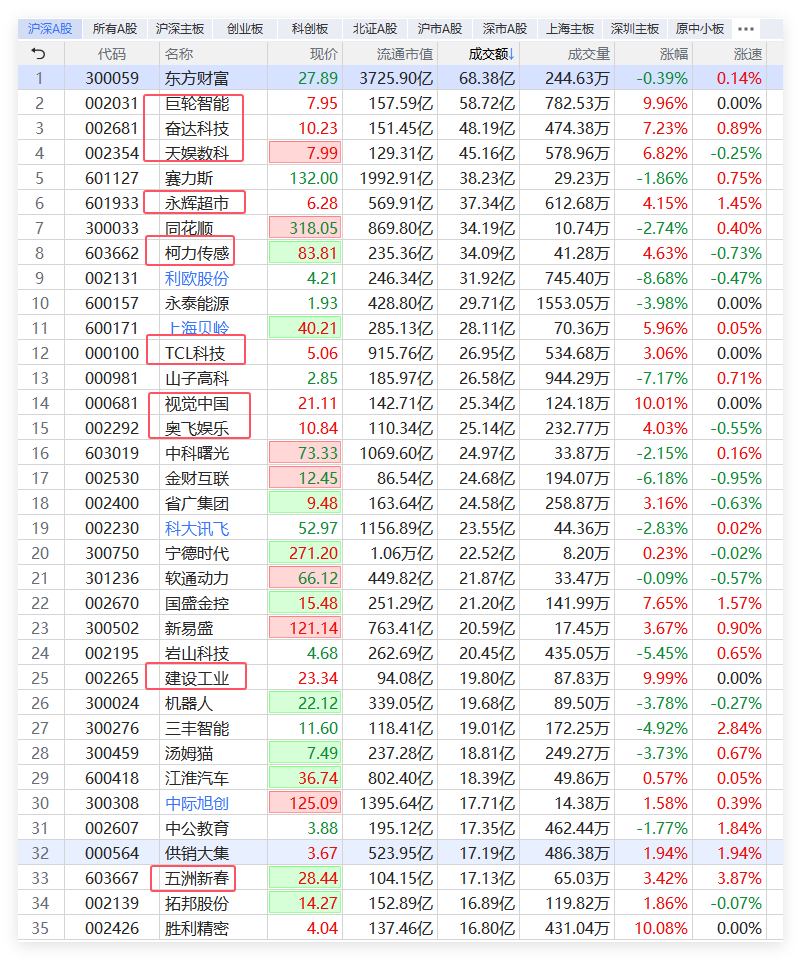 沪深A股 所有A股 沪深主板 创业板 科创板 北证A股 沪市A股 深市A股 上海主板 深圳主板 原中小板 •••
代码 名称 现价 流通市值 成交额↓ 成交量 涨幅 涨速
1 300059 东方财富 27.89 3725.90亿 68.38亿 244.63万 -0.39% 0.14%
2 002031 巨轮智能 7.95 157.59亿 58.72亿 782.53万 9.96% 0.00%
3 002681 奋达科技 10.23 151.45亿 48.19亿 474.38万 7.23% 0.89%
4 002354 天娱数科 7.99 129.31亿 45.16亿 578.96万 6.82% -0.25%
5 601127 赛力斯 132.00 1992.91亿 38.23亿 29.23万 -1.86% 0.75%
6 601933 永辉超市 6.28 569.91亿 37.34亿 612.68万 4.15% 1.45%
7 300033 同花顺 318.05 869.80亿 34.19亿 10.74万 -2.74% 0.40%
8 603662 柯力传感 83.81 235.36亿 34.09亿 41.28万 4.63% -0.73%
9 002131 利欧股份 4.21 246.34亿 31.92亿 745.40万 -8.68% -0.47%
10 600157 永泰能源 1.93 428.80亿 29.71亿 1553.05万 -3.98% 0.00%
11 600171 上海贝岭 40.21 285.13亿 28.11亿 70.36万 5.96% 0.05%
12 000100 TCL科技 5.06 915.76亿 26.95亿 534.68万 3.06% 0.00%
13 000981 山子高科 2.85 185.97亿 26.58亿 944.29万 -7.17% 0.71%
14 000681 视觉中国 21.11 142.71亿 25.34亿 124.18万 10.01% 0.00%
15 002292 奥飞娱乐 10.84 110.34亿 25.14亿 232.77万 4.03% -0.55%
16 603019 中科曙光 73.33 1069.60亿 24.97亿 33.87万 -2.15% 0.16%
17 002530 金财互联 12.45 86.54亿 24.68亿 194.07万 -6.18% -0.95%
18 002400 省广集团 9.48 163.64亿 24.58亿 258.87万 3.16% -0.63%
19 002230 科大讯飞 52.97 1156.89亿 23.55亿 44.36万 -2.83% 0.02%
20 300750 宁德时代 271.20 1.06万亿 22.52亿 8.20万 0.23% -0.02%
21 301236 软通动力 66.12 449.82亿 21.87亿 33.47万 -0.09% -0.57%
22 002670 国盛金控 15.48 251.29亿 21.20亿 141.99万 7.65% 1.57%
23 300502 新易盛 121.14 763.41亿 20.59亿 17.45万 3.67% 0.90%
24 002195 岩山科技 4.68 262.69亿 20.45亿 435.05万 -5.45% 0.65%
25 002265 建设工业 23.34 94.08亿 19.80亿 87.83万 9.99% 0.00%
26 300024 机器人 22.12 339.05亿 19.68亿 89.50万 -3.78% -0.27%
27 300276 三丰智能 11.60 118.41亿 19.01亿 172.25万 -4.92% 2.84%
28 300459 汤姆猫 7.49 237.28亿 18.81亿 249.27万 -3.73% 0.67%
29 600418 江淮汽车 36.74 802.40亿 18.39亿 49.86万 0.57% 0.05%
30 300308 中际旭创 125.09 1395.64亿 17.71亿 14.38万 1.58% 0.39%
31 002607 中公教育 3.88 195.12亿 17.35亿 462.44万 -1.77% 1.84%
32 000564 供销大集 3.67 523.95亿 17.19亿 486.38万 1.94% 1.94%
33 603667 五洲新春 28.44 104.15亿 17.13亿 65.03万 3.42% 3.87%
34 002139 拓邦股份 14.27 152.89亿 16.89亿 119.82万 1.86% -0.07%
35 002426 胜利精密 4.04 137.46亿 16.80亿 431.04万 10.08% 0.00%